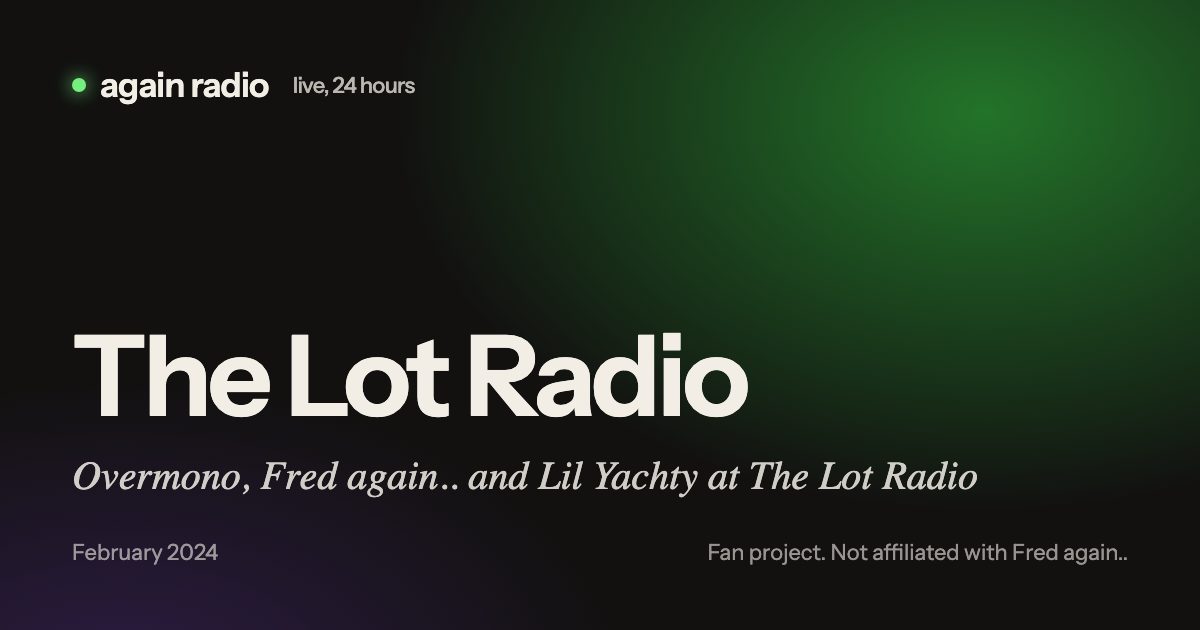 again radio live, 24 hours
The Lot Radio
Overmono, Fred again.. and Lil Yachty at The Lot Radio
February 2024 Fan project. Not affiliated with Fred again..